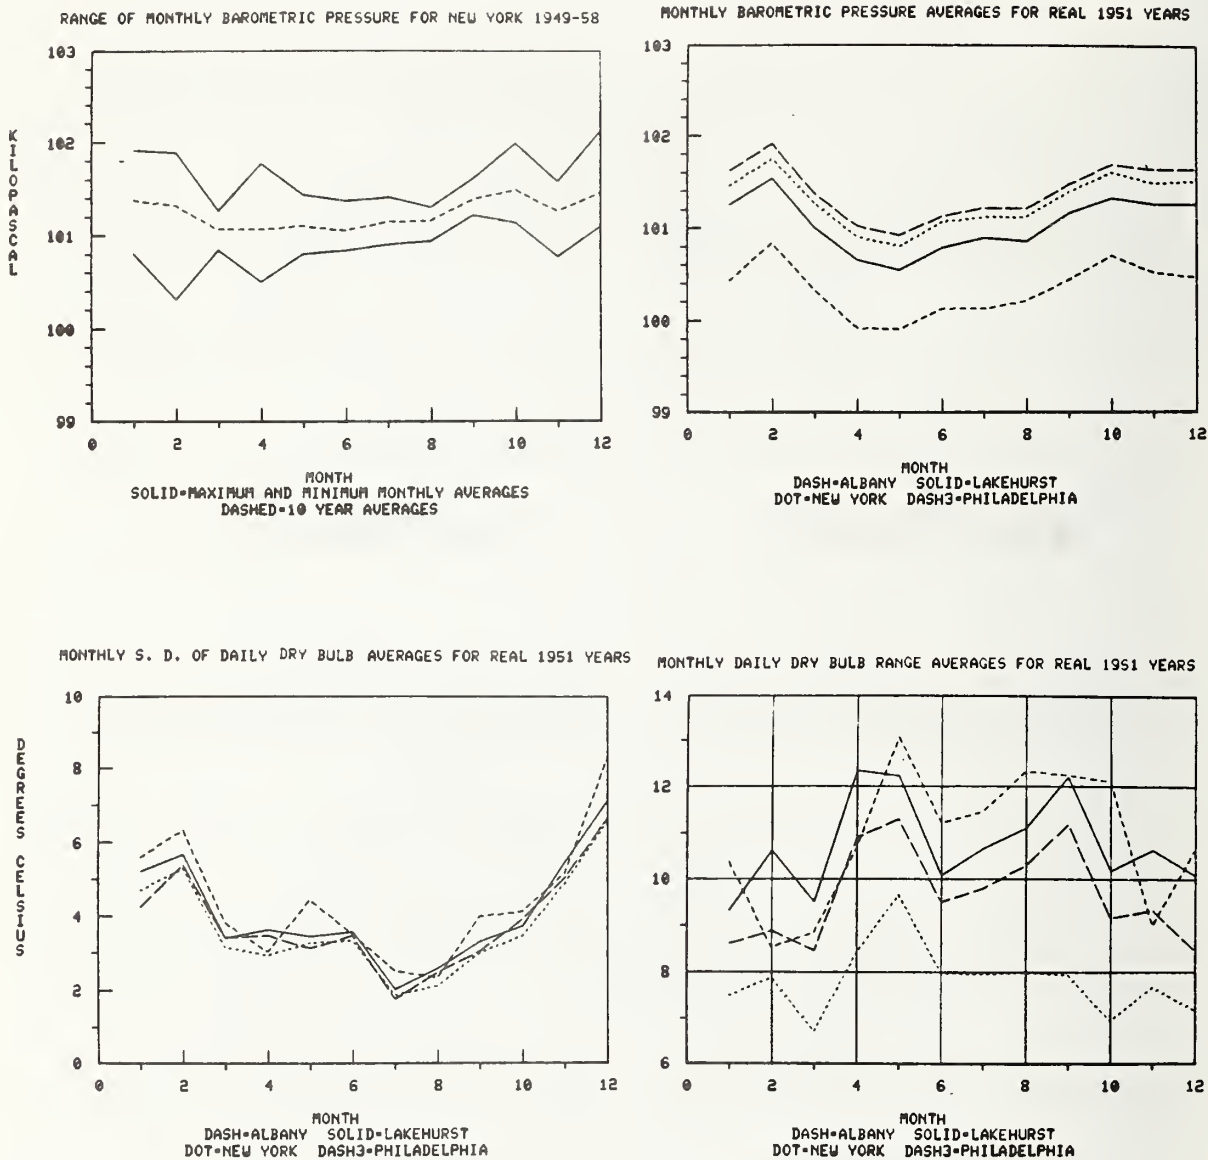 RANGE OF MONTHLY BAROMETRIC PRESSURE FOR NEW YORK 1949-58
103
102
101
100
99
KILOPASCAL
0 2 4 6 8 10 12
MONTH
SOLID=MAXIMUM AND MINIMUM MONTHLY AVERAGES
DASHED=10 YEAR AVERAGES
MONTHLY BAROMETRIC PRESSURE AVERAGES FOR REAL 1951 YEARS
103
102
101
100
99
0 2 4 6 8 10 12
MONTH
DASH=ALBANY SOLID=LAKEHURST
DOT=NEW YORK DASH3=PHILADELPHIA
MONTHLY S. D. OF DAILY DRY BULB AVERAGES FOR REAL 1951 YEARS
10
8
6
4
2
0
DEGREES CELSIUS
0 2 4 6 8 10 12
MONTH
DASH=ALBANY SOLID=LAKEHURST
DOT=NEW YORK DASH3=PHILADELPHIA
MONTHLY DAILY DRY BULB RANGE AVERAGES FOR REAL 1951 YEARS
14
12
10
8
6
0 2 4 6 8 10 12
MONTH
DASH=ALBANY SOLID=LAKEHURST
DOT=NEW YORK DASH3=PHILADELPHIA